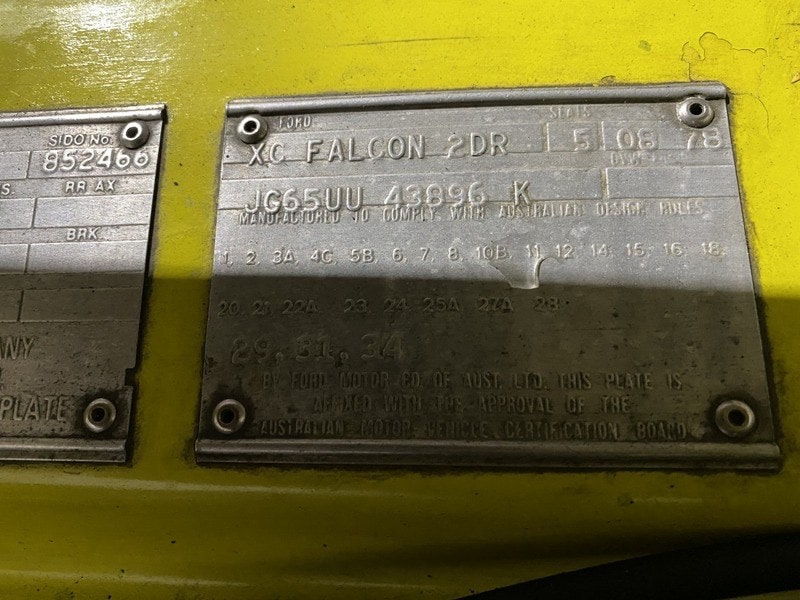 SIDO No.
852466
S.
RR AX
BRK.
ANY
PLATE
FORD
SEATS
XC FALCON 2DR 5 08 78
JG65UU 43896 K
MANUFACTURED TO COMPLY WITH AUSTRALIAN DESIGN RULES
1, 2, 3A, 4C, 5B, 6, 7, 8, 10B, 11, 12, 14, 15, 16, 18,
20, 21, 22A, 23, 24, 25A, 27A, 28
29, 31, 34
BY FORD MOTOR CO. OF AUST. LTD. THIS PLATE IS
AFFIXED WITH THE APPROVAL OF THE
AUSTRALIAN MOTOR VEHICLE CERTIFICATION BOARD